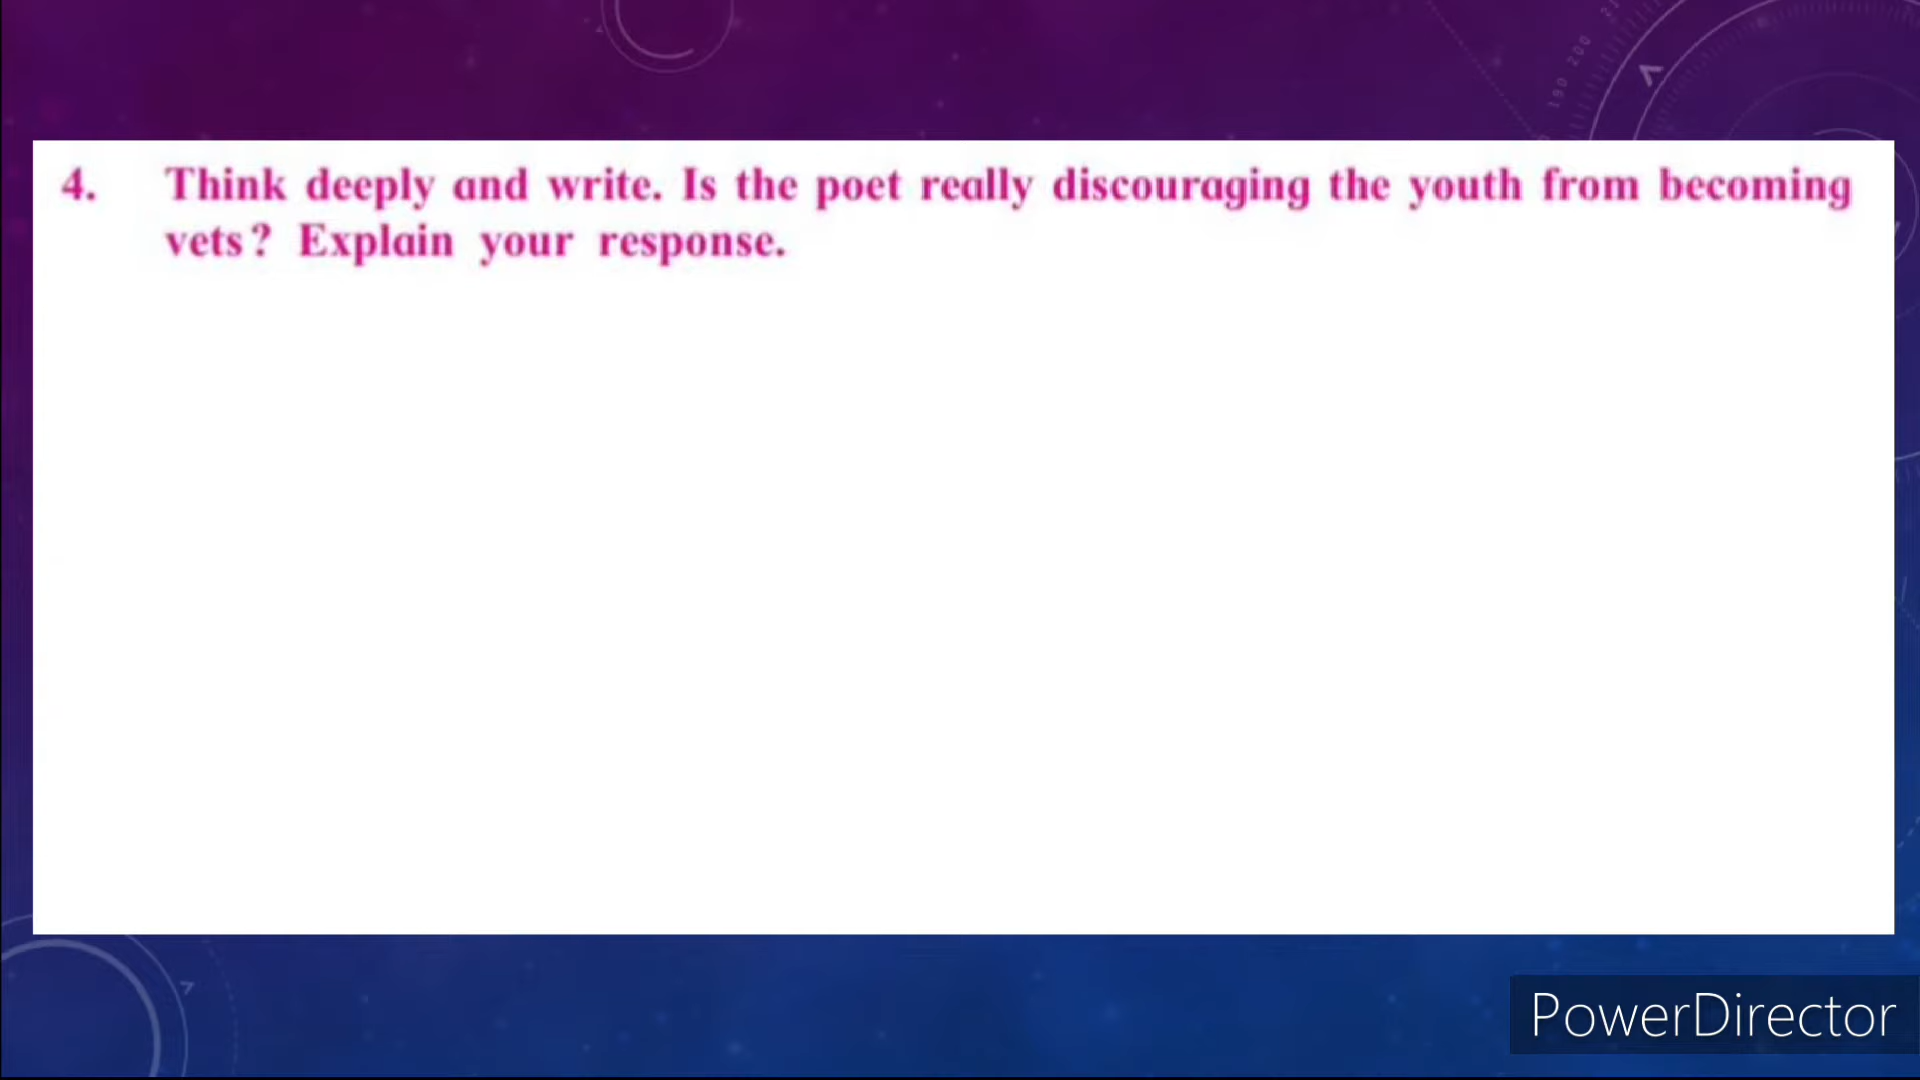 4. Think deeply and write. Is the poet really discouraging the youth from becoming
vets? Explain your response.
PowerDirector